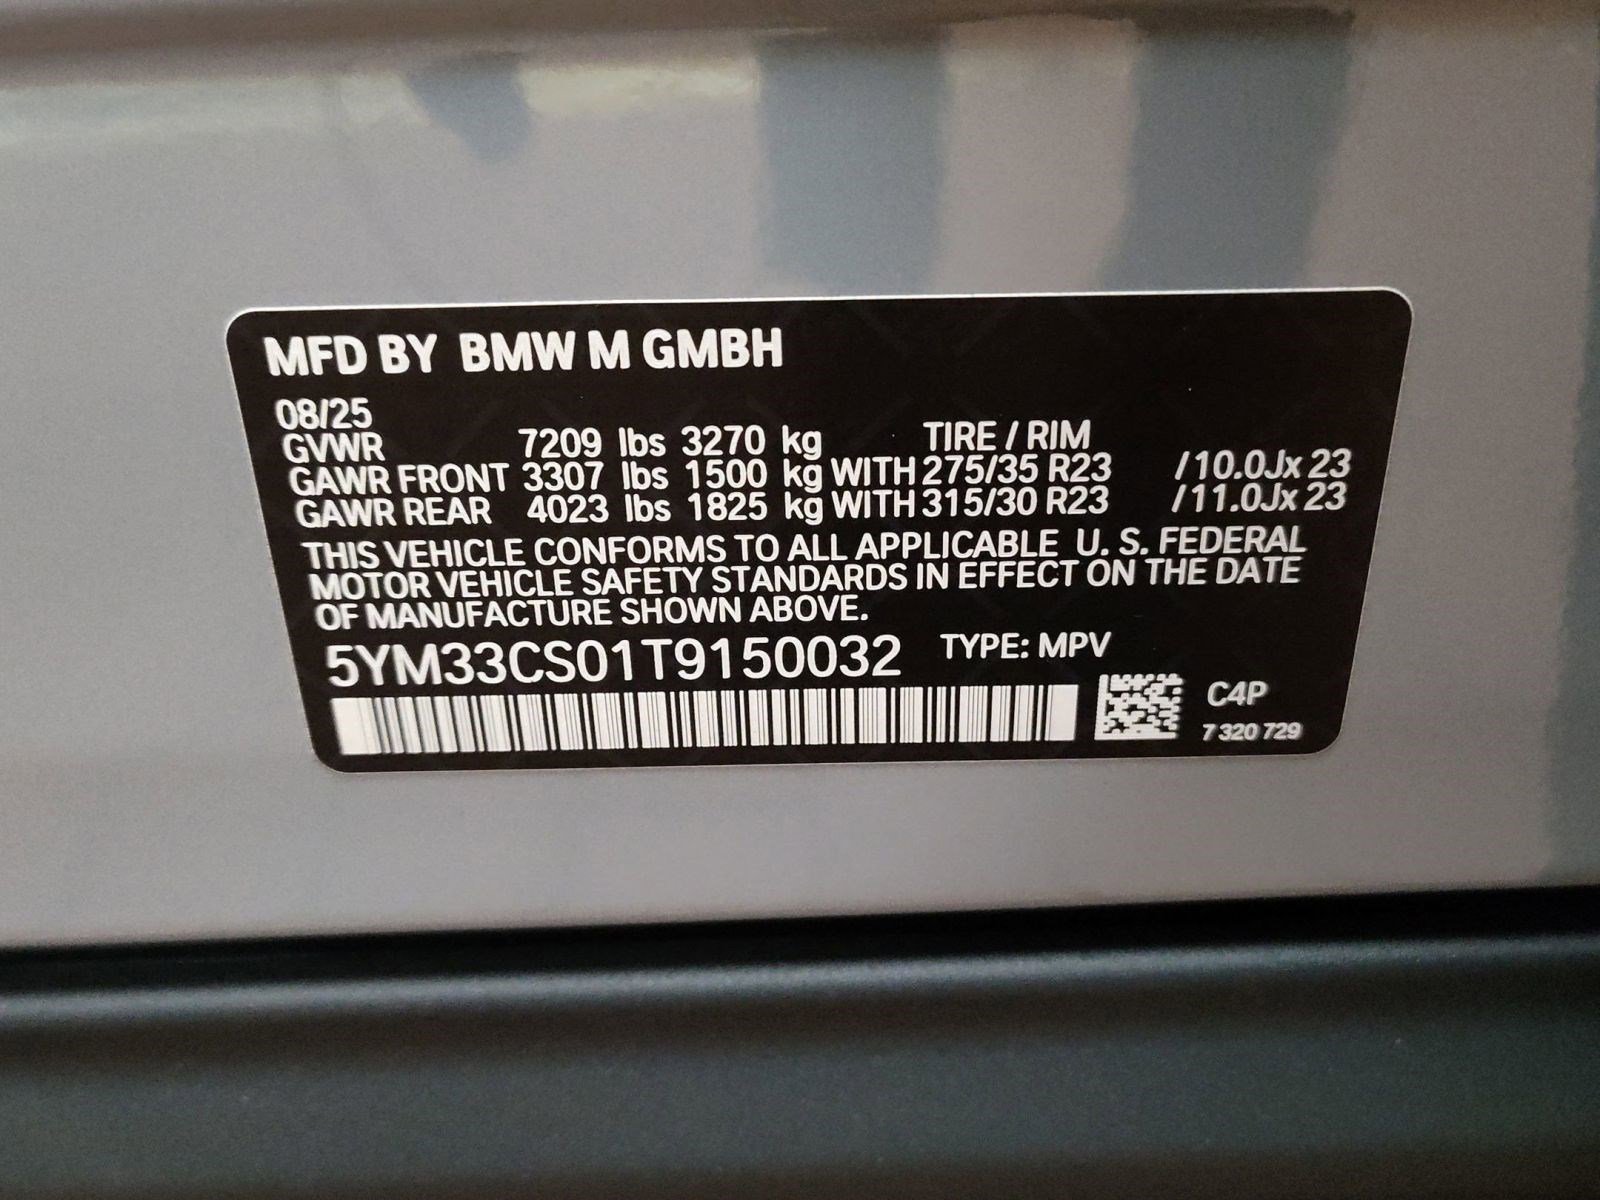 MFD BY BMW M GMBH
08/25
GVWR 7209 lbs 3270 kg TIRE / RIM
GAWR FRONT 3307 lbs 1500 kg WITH 275/35 R23 /10.0Jx 23
GAWR REAR 4023 lbs 1825 kg WITH 315/30 R23 /11.0Jx 23
THIS VEHICLE CONFORMS TO ALL APPLICABLE U. S. FEDERAL
MOTOR VEHICLE SAFETY STANDARDS IN EFFECT ON THE DATE
OF MANUFACTURE SHOWN ABOVE.
5YM33CS01T9150032 TYPE: MPV
C4P
7 320 729